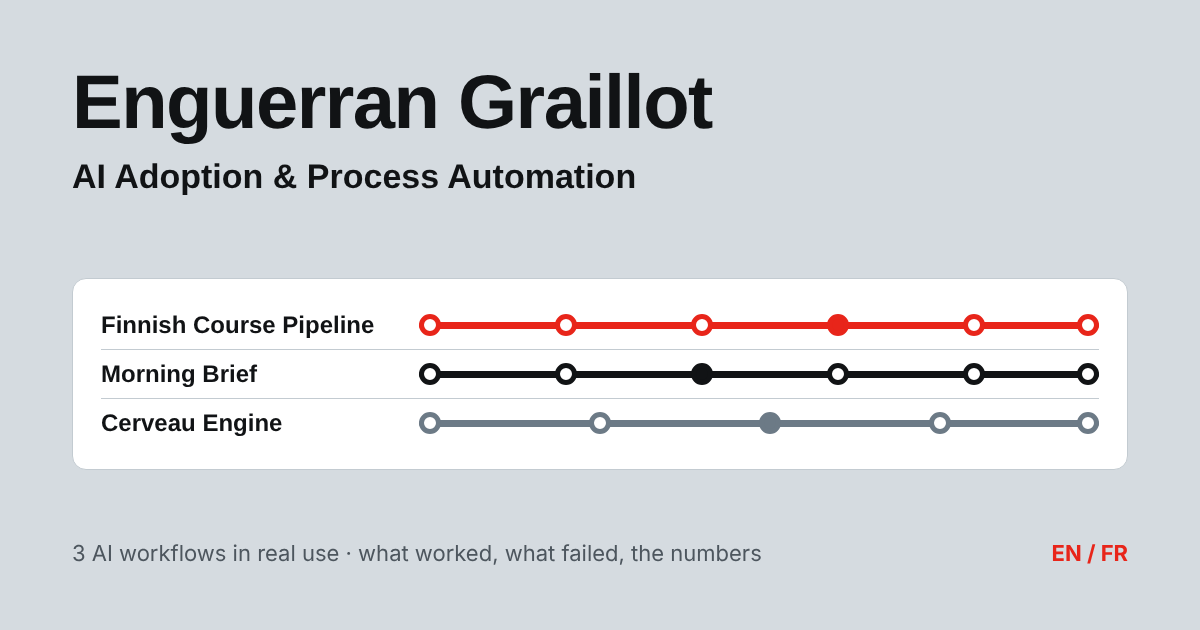 Enguerran Graillot
AI Adoption & Process Automation
Finnish Course Pipeline
Morning Brief
Cerveau Engine
3 AI workflows in real use · what worked, what failed, the numbers
EN / FR